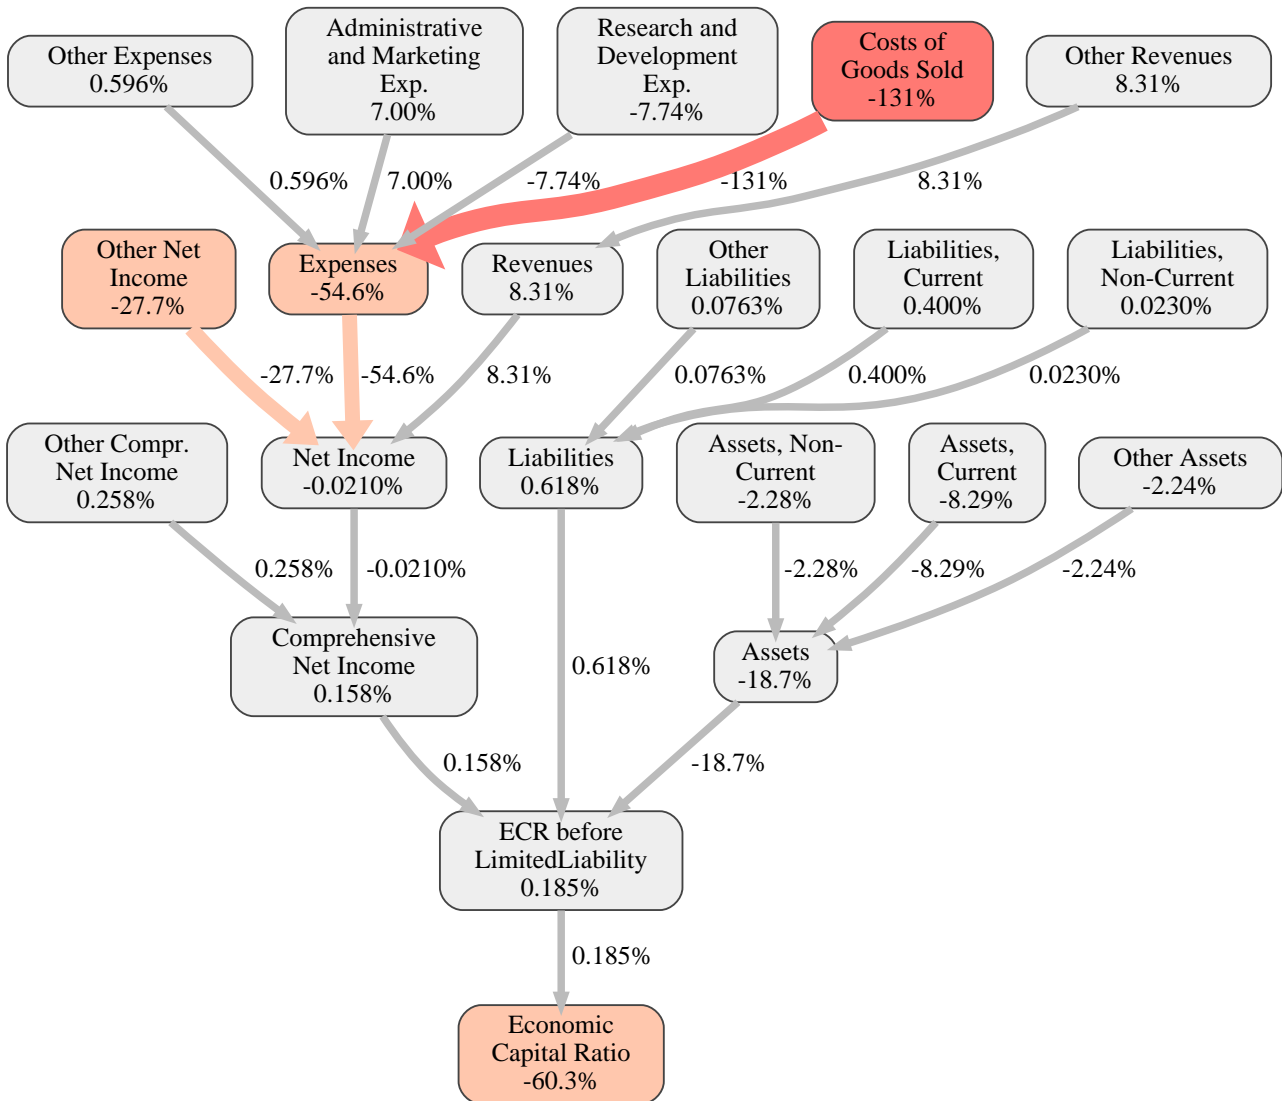 Other Expenses
0.596%
Administrative
and Marketing
Exp.
7.00%
Research and
Development
Exp.
-7.74%
Costs of
Goods Sold
-131%
Other Revenues
8.31%
0.596%
7.00%
-7.74%
-131%
8.31%
Other Net
Income
-27.7%
Expenses
-54.6%
Revenues
8.31%
Other
Liabilities
0.0763%
Liabilities,
Current
0.400%
Liabilities,
Non-Current
0.0230%
-27.7%
-54.6%
8.31%
0.0763%
0.400%
0.0230%
Other Compr.
Net Income
0.258%
Net Income
-0.0210%
Liabilities
0.618%
Assets, Non-
Current
-2.28%
Assets,
Current
-8.29%
Other Assets
-2.24%
0.258%
-0.0210%
-2.28%
-8.29%
-2.24%
Comprehensive
Net Income
0.158%
0.618%
Assets
-18.7%
0.158%
-18.7%
ECR before
LimitedLiability
0.185%
0.185%
Economic
Capital Ratio
-60.3%